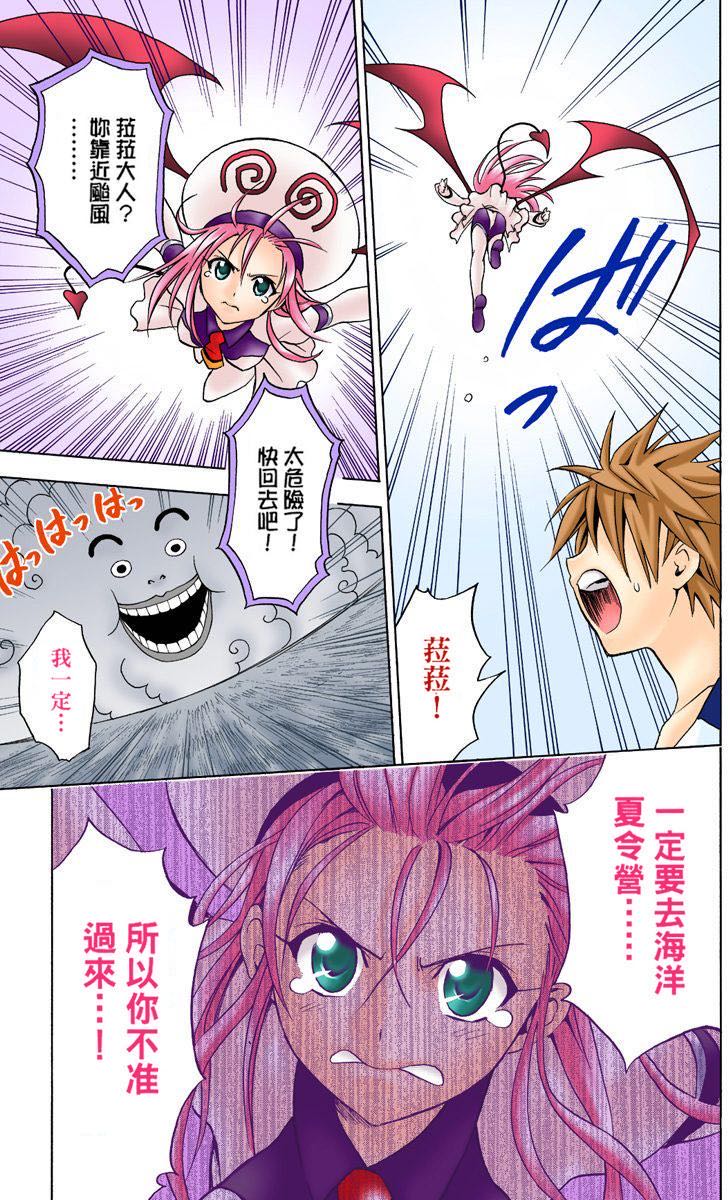 ばっ
菈菈！
菈菈大人？
妳靠近颱風
………
太危險了！
快回去吧！
はっはっはっ
我一定…
一定要去海洋
夏令營……
所以你不准
過來…！